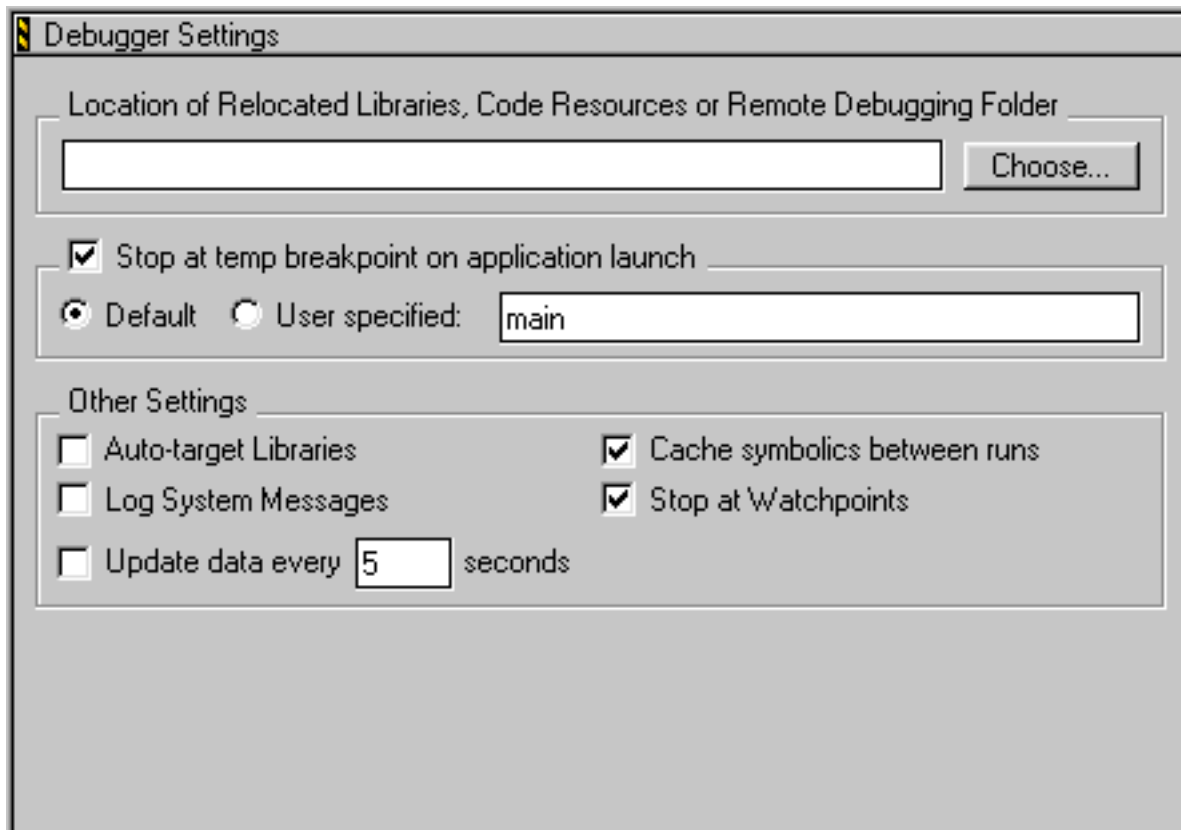 Debugger Settings
Location of Relocated Libraries, Code Resources or Remote Debugging Folder
Choose...
Stop at temp breakpoint on application launch
Default User specified: main
Other Settings
Auto-target Libraries Cache symbolics between runs
Log System Messages Stop at Watchpoints
Update data every 5 seconds